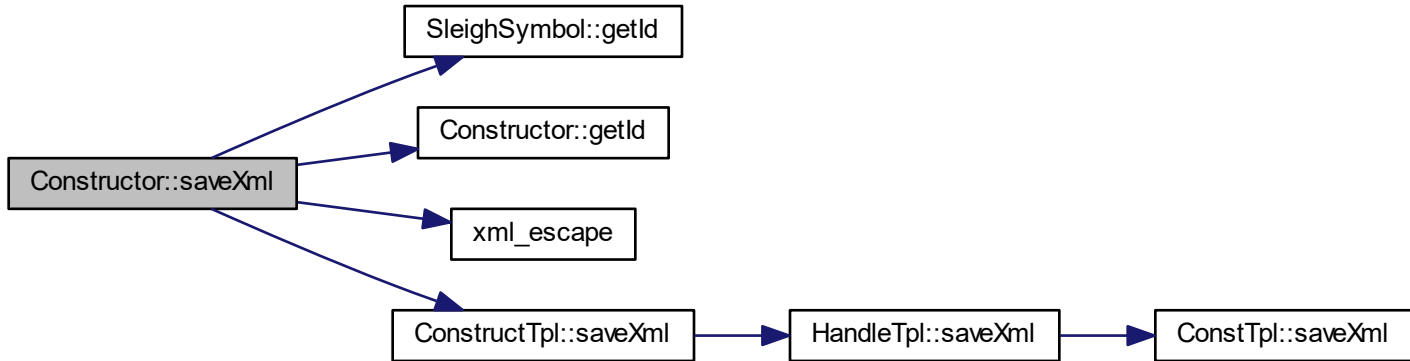 SleighSymbol::getId
Constructor::getId
Constructor::saveXml
xml_escape
ConstructTpl::saveXml
HandleTpl::saveXml
ConstTpl::saveXml